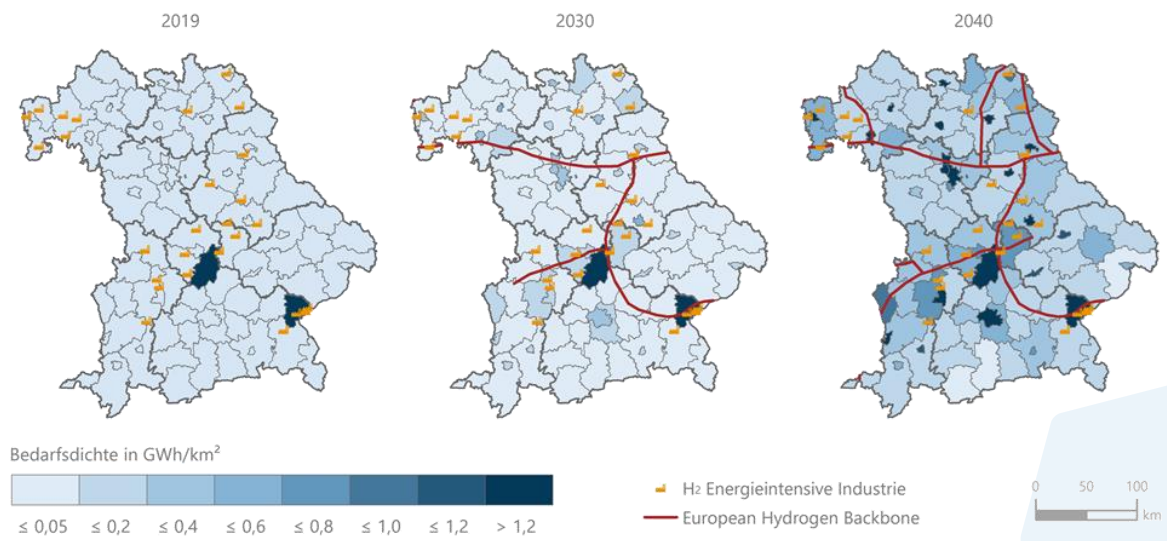 2019
2030
2040
Bedarfsdichte in GWh/km²
≤ 0,05 ≤ 0,2 ≤ 0,4 ≤ 0,6 ≤ 0,8 ≤ 1,0 ≤ 1,2 > 1,2
H₂ Energieintensive Industrie
European Hydrogen Backbone
0 50 100
km